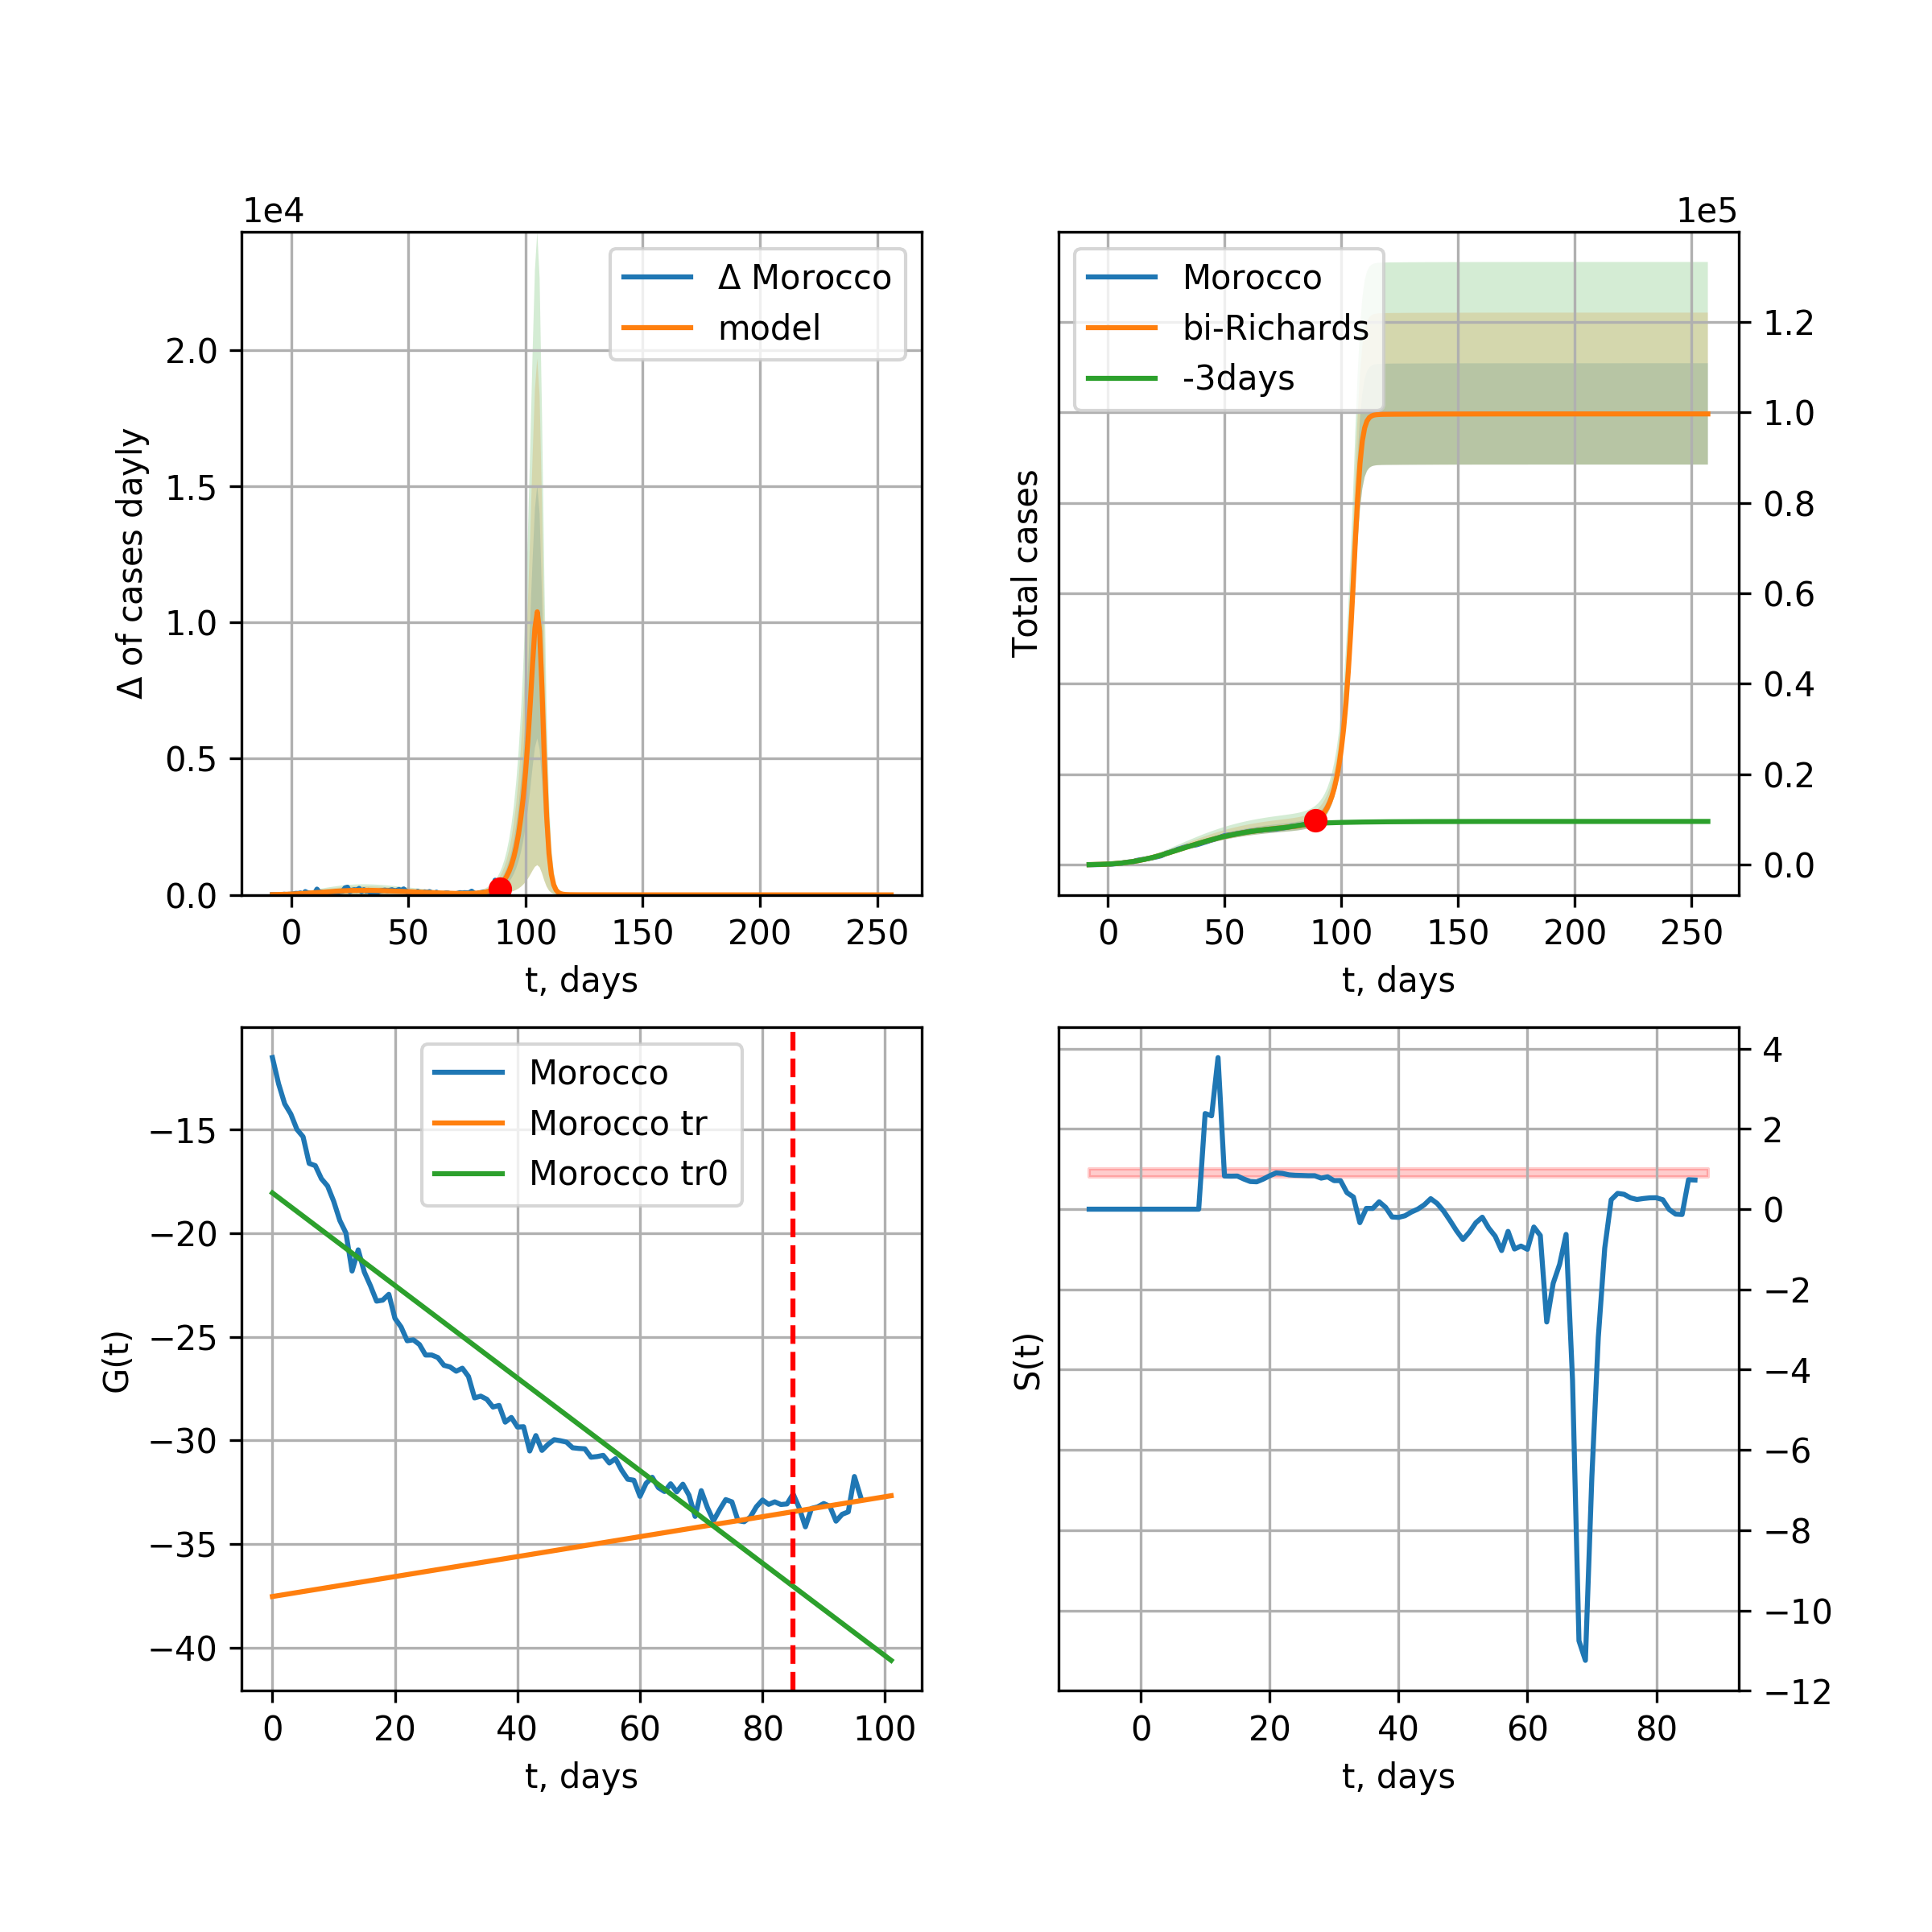 1e4
Δ Morocco
model
2.0
1.5
1.0
0.5
0.0
Δ of cases dayly
0 50 100 150 200 250
t, days
1e5
Morocco
bi-Richards
-3days
1.2
1.0
0.8
0.6
0.4
0.2
0.0
Total cases
0 50 100 150 200 250
t, days
Morocco
Morocco tr
Morocco tr0
−15
−20
−25
−30
−35
−40
G(t)
0 20 40 60 80 100
t, days
4
2
0
−2
−4
−6
−8
−10
−12
S(t)
0 20 40 60 80
t, days